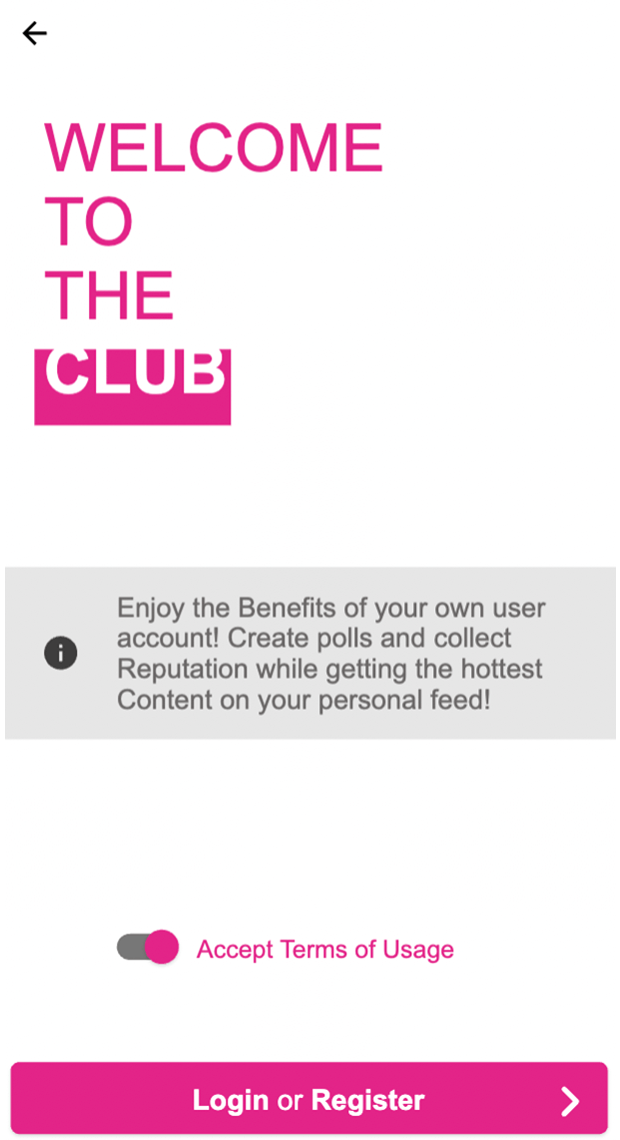 WELCOME
TO
THE
CLUB
Enjoy the Benefits of your own user
account! Create polls and collect
Reputation while getting the hottest
Content on your personal feed!
Accept Terms of Usage
Login or Register